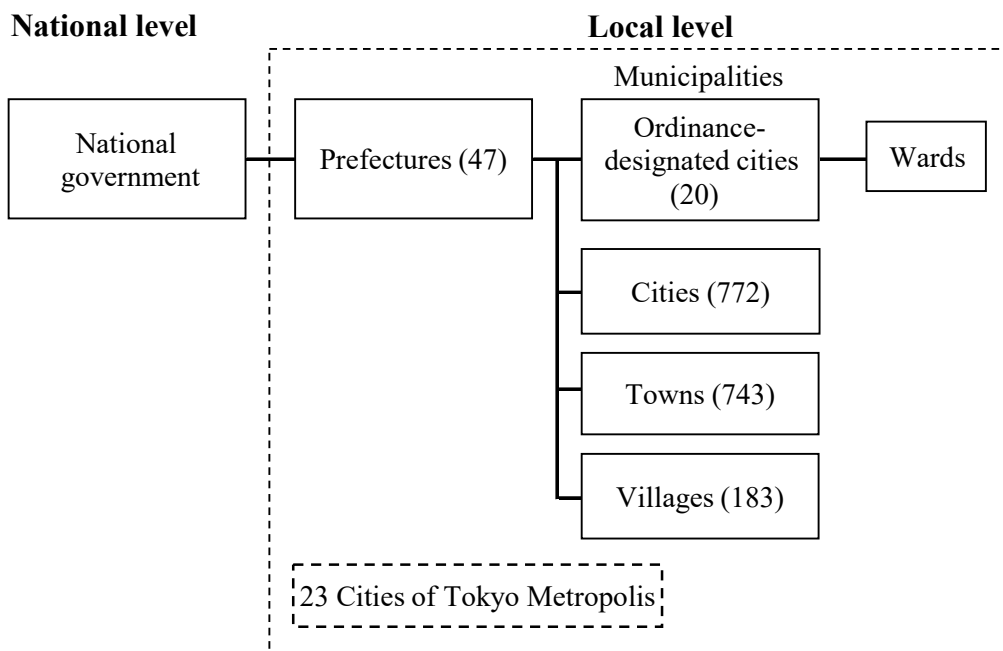 National level
Local level
Municipalities
National
government
Prefectures (47)
Ordinance-
designated cities
(20)
Wards
Cities (772)
Towns (743)
Villages (183)
23 Cities of Tokyo Metropolis